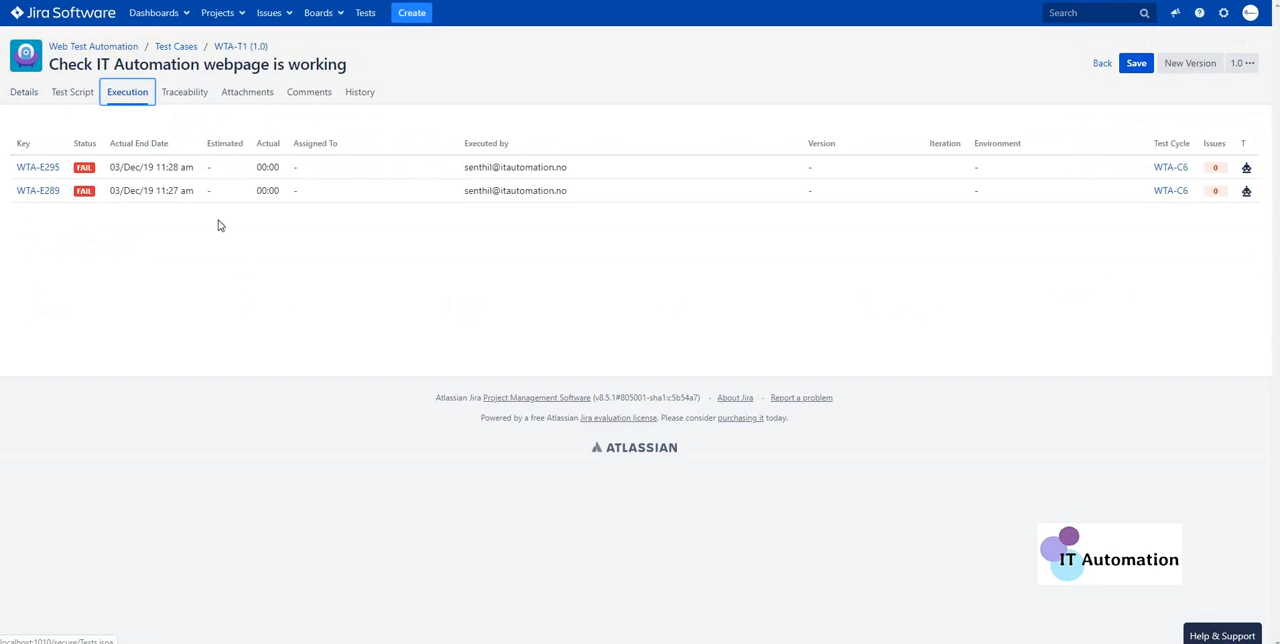 Jira Software Dashboards Projects Issues Boards Tests Create Search
Web Test Automation / Test Cases / WTA-T1 (1.0)
Check IT Automation webpage is working
Back Save New Version 1.0 •••
Details Test Script Execution Traceability Attachments Comments History
Key Status Actual End Date Estimated Actual Assigned To Executed by Version Iteration Environment Test Cycle Issues T
WTA-E295 FAIL 03/Dec/19 11:28 am - 00:00 - senthil@itautomation.no - - WTA-C6 0
WTA-E289 FAIL 03/Dec/19 11:27 am - 00:00 - senthil@itautomation.no - - WTA-C6 0
Atlassian Jira Project Management Software (v8.5.1#805001-sha1:c5b54a7) · About Jira · Report a problem
Powered by a free Atlassian Jira evaluation license. Please consider purchasing it today.
ATLASSIAN
IT Automation
Help & Support
localhost:1010/secure/Tests.jspa